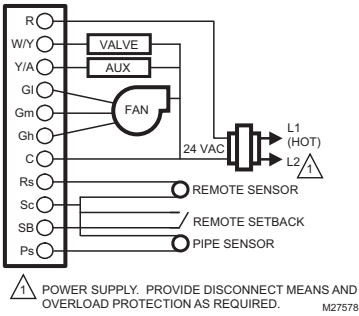 R
W/Y
VALVE
Y/A
AUX
Gl
FAN
Gm
Gh
L1
(HOT)
24 VAC
C
L2
1
Rs
REMOTE SENSOR
Sc
SB
REMOTE SETBACK
Ps
PIPE SENSOR
1 POWER SUPPLY. PROVIDE DISCONNECT MEANS AND
OVERLOAD PROTECTION AS REQUIRED.
M27578